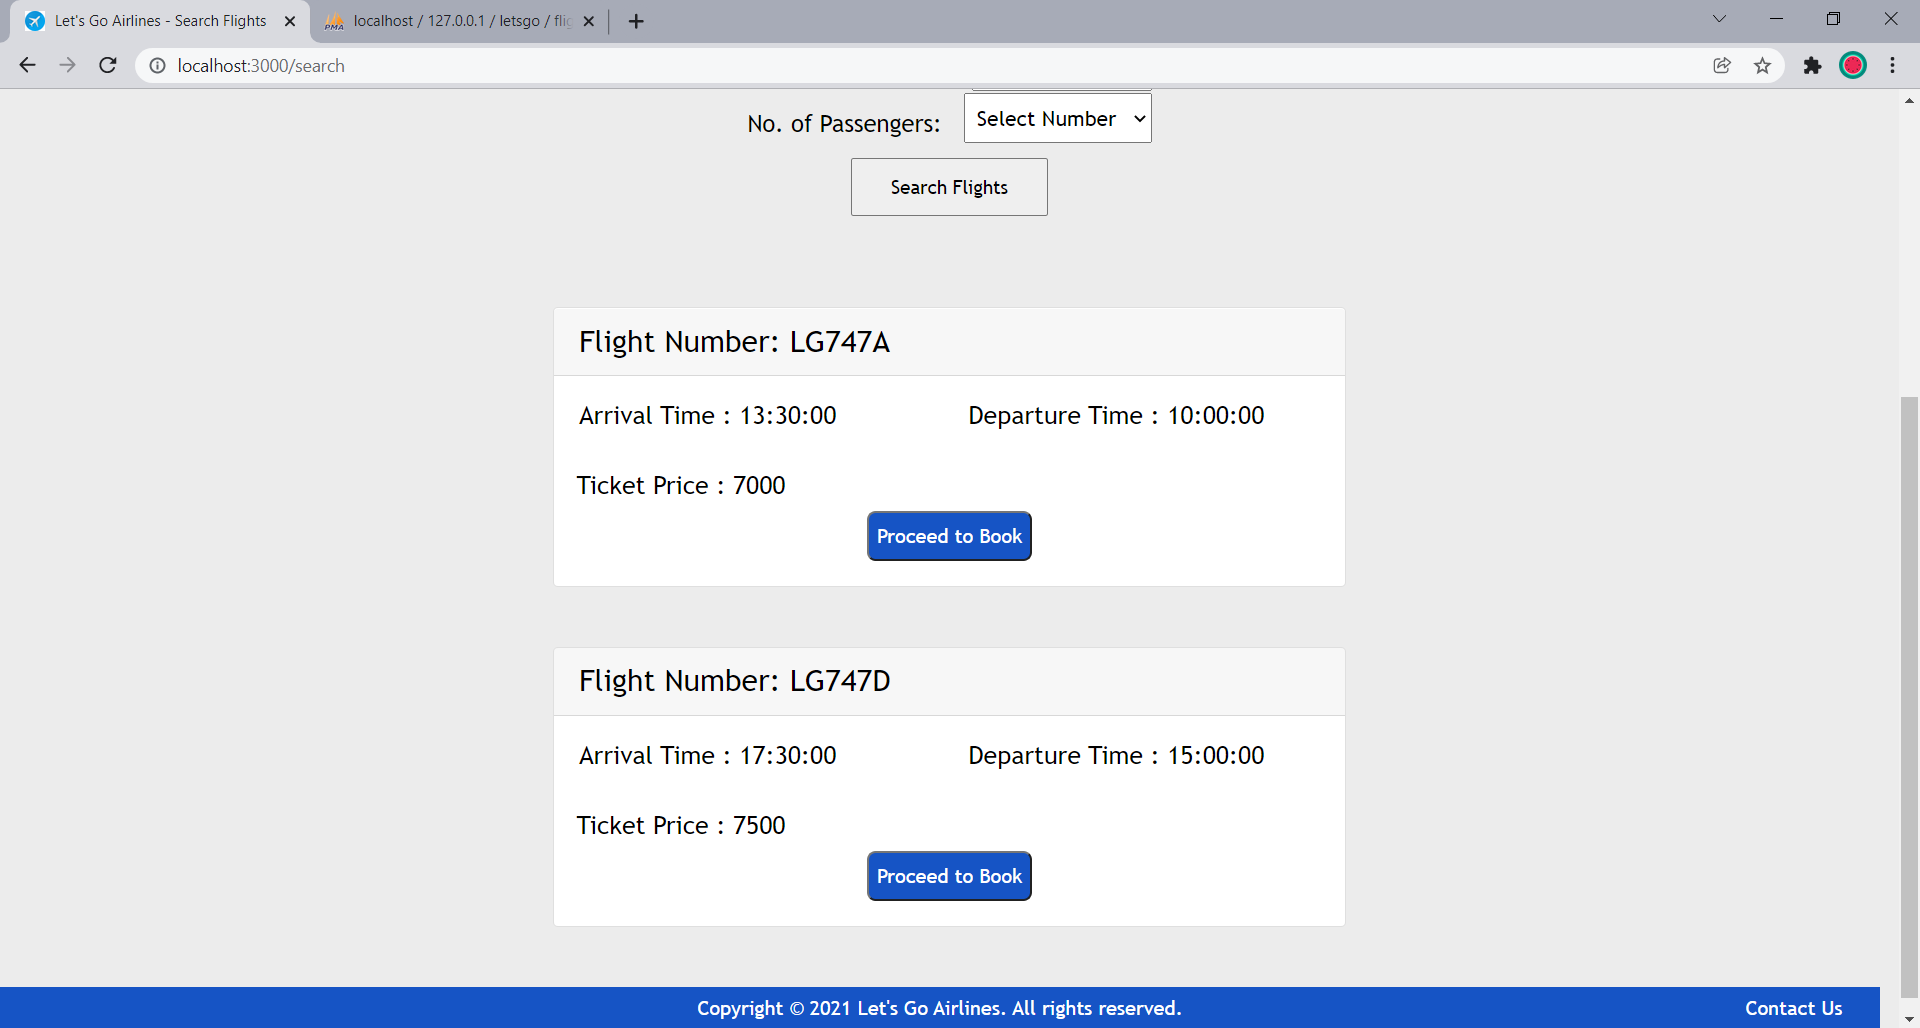 Let's Go Airlines - Search Flights
localhost / 127.0.0.1 / letsgo / flig
localhost:3000/search
No. of Passengers: Select Number
Search Flights
Flight Number: LG747A
Arrival Time : 13:30:00 Departure Time : 10:00:00
Ticket Price : 7000
Proceed to Book
Flight Number: LG747D
Arrival Time : 17:30:00 Departure Time : 15:00:00
Ticket Price : 7500
Proceed to Book
Copyright © 2021 Let's Go Airlines. All rights reserved. Contact Us